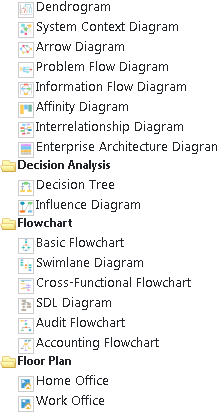 Dendrogram
System Context Diagram
Arrow Diagram
Problem Flow Diagram
Information Flow Diagram
Affinity Diagram
Interrelationship Diagram
Enterprise Architecture Diagran
Decision Analysis
Decision Tree
Influence Diagram
Flowchart
Basic Flowchart
Swimlane Diagram
Cross-Functional Flowchart
SDL Diagram
Audit Flowchart
Accounting Flowchart
Floor Plan
Home Office
Work Office